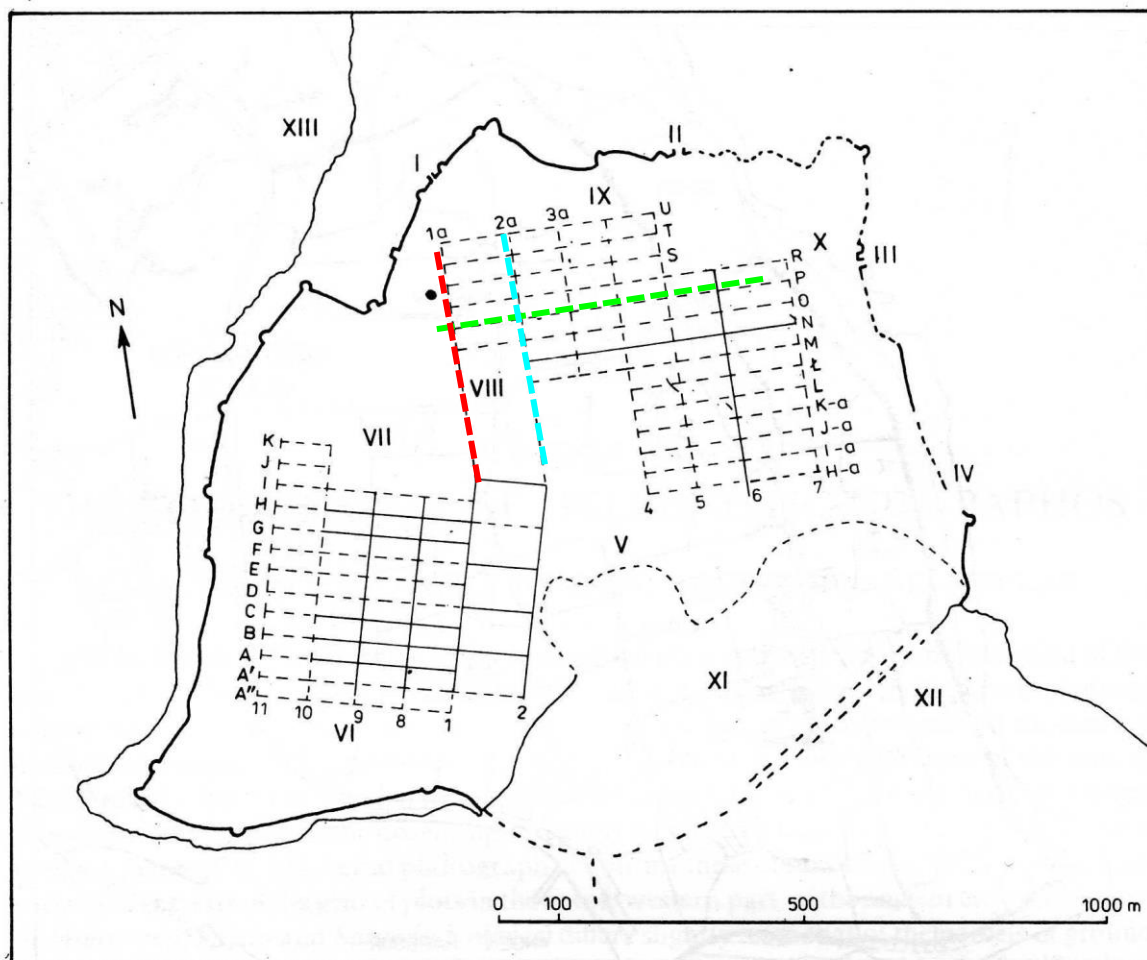 XIII
I
II
IX
1a
2a
3a
U
T
S
X
R
P
O
N
M
Ł
L
K-a
J-a
-a
H-a
III
N
VIII
VII
K
J
I
H
G
F
E
D
C
B
A
A'
A"
11
10
9
8
1
2
VI
4
5
6
7
IV
V
XI
XII
0
100
500
1000 m